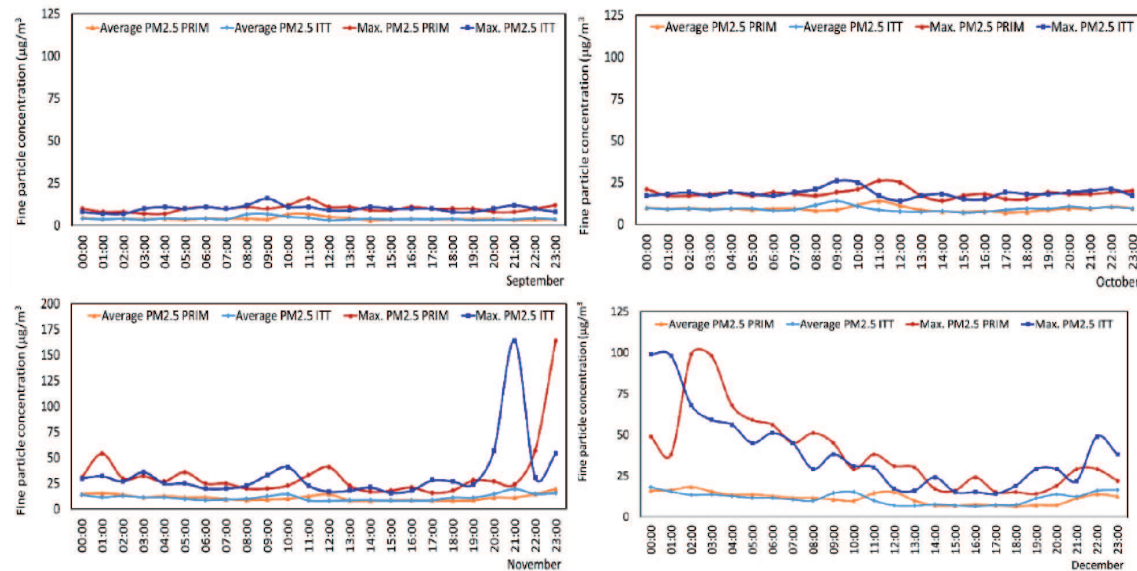 Fine particle concentration (µg/m³
Average PM2.5 PRIM Average PM2.5 ITT Max. PM2.5 PRIM Max. PM2.5 ITT
125
100
75
50
25
0
00:00 01:00 02:00 03:00 04:00 05:00 06:00 07:00 08:00 09:00 10:00 11:00 12:00 13:00 14:00 15:00 16:00 17:00 18:00 19:00 20:00 21:00 22:00 23:00
September
Fine particle concentration (µg/m³
Average PM2.5 PRIM Average PM2.5 ITT Max. PM2.5 PRIM Max. PM2.5 ITT
125
100
75
50
25
0
00:00 01:00 02:00 03:00 04:00 05:00 06:00 07:00 08:00 09:00 10:00 11:00 12:00 13:00 14:00 15:00 16:00 17:00 18:00 19:00 20:00 21:00 22:00 23:00
October
Fine particle concentration (µg/m³
Average PM2.5 PRIM Average PM2.5 ITT Max. PM2.5 PRIM Max. PM2.5 ITT
200
175
150
125
100
75
50
25
0
00:00 01:00 02:00 03:00 04:00 05:00 06:00 07:00 08:00 09:00 10:00 11:00 12:00 13:00 14:00 15:00 16:00 17:00 18:00 19:00 20:00 21:00 22:00 23:00
November
Fine particle concentration (µg/m³
Average PM2.5 PRIM Average PM2.5 ITT Max. PM2.5 PRIM Max. PM2.5 ITT
125
100
75
50
25
0
00:00 01:00 02:00 03:00 04:00 05:00 06:00 07:00 08:00 09:00 10:00 11:00 12:00 13:00 14:00 15:00 16:00 17:00 18:00 19:00 20:00 21:00 22:00 23:00
December